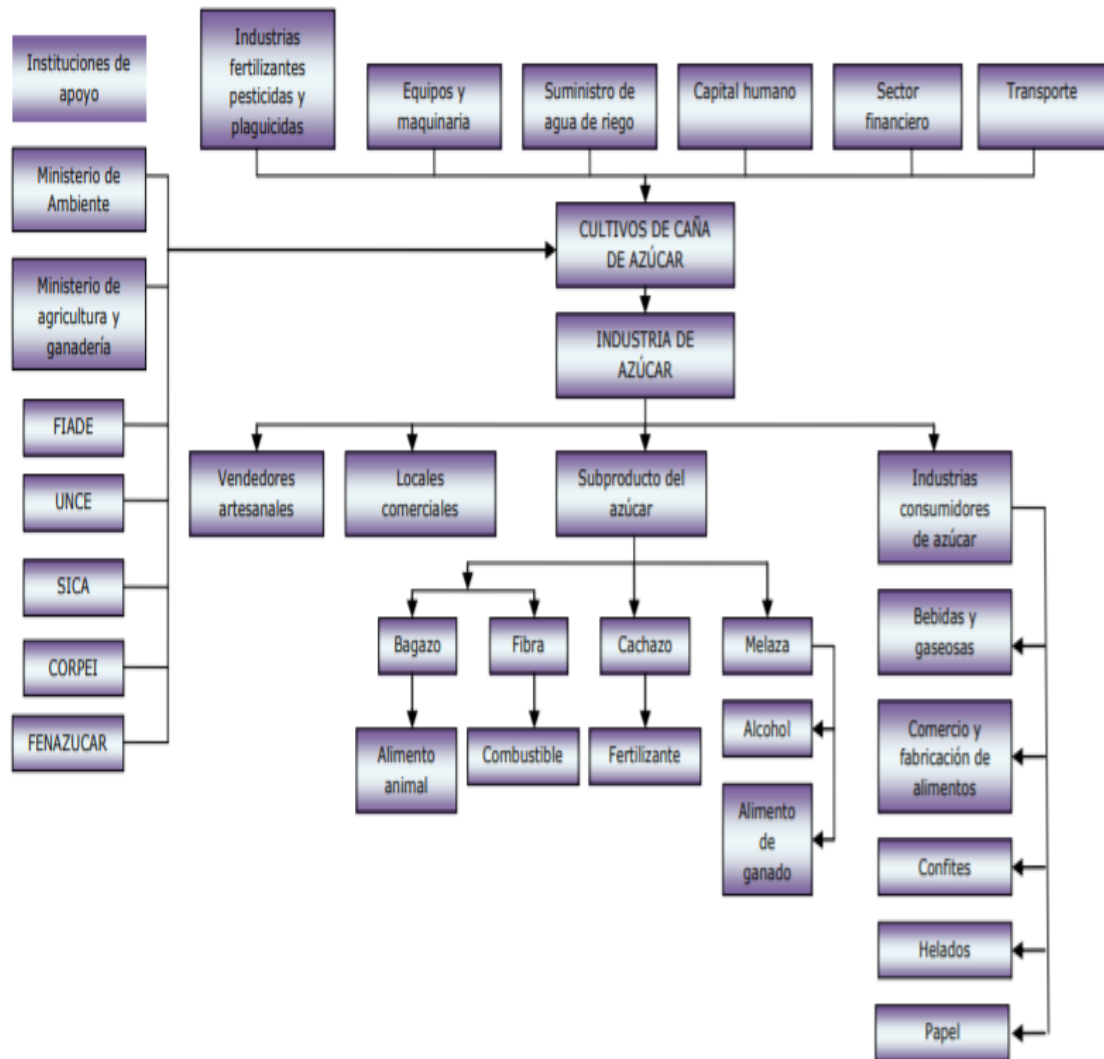 Instituciones de
apoyo
Industrias
fertilizantes
pesticidas y
plaguicidas
Equipos y
maquinaria
Suministro de
agua de riego
Capital humano
Sector
financiero
Transporte
Ministerio de
Ambiente
Ministerio de
agricultura y
ganadería
FIADE
UNCE
SICA
CORPEI
FENAZUCAR
CULTIVOS DE CAÑA
DE AZÚCAR
INDUSTRIA DE
AZÚCAR
Vendedores
artesanales
Locales
comerciales
Subproducto del
azúcar
Industrias
consumidores
de azúcar
Bagazo
Fibra
Cachazo
Melaza
Alimento
animal
Combustible
Fertilizante
Alcohol
Alimento
de
ganado
Bebidas y
gaseosas
Comercio y
fabricación de
alimentos
Confites
Helados
Papel